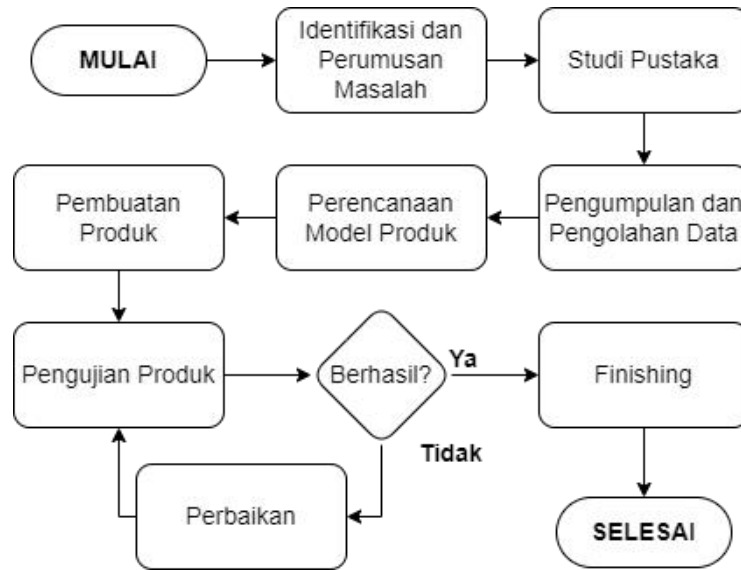 MULAI
Identifikasi dan
Perumusan
Masalah
Studi Pustaka
Pengumpulan dan
Pengolahan Data
Perencanaan
Model Produk
Pembuatan
Produk
Pengujian Produk
Berhasil?
Ya
Finishing
Tidak
Perbaikan
SELESAI